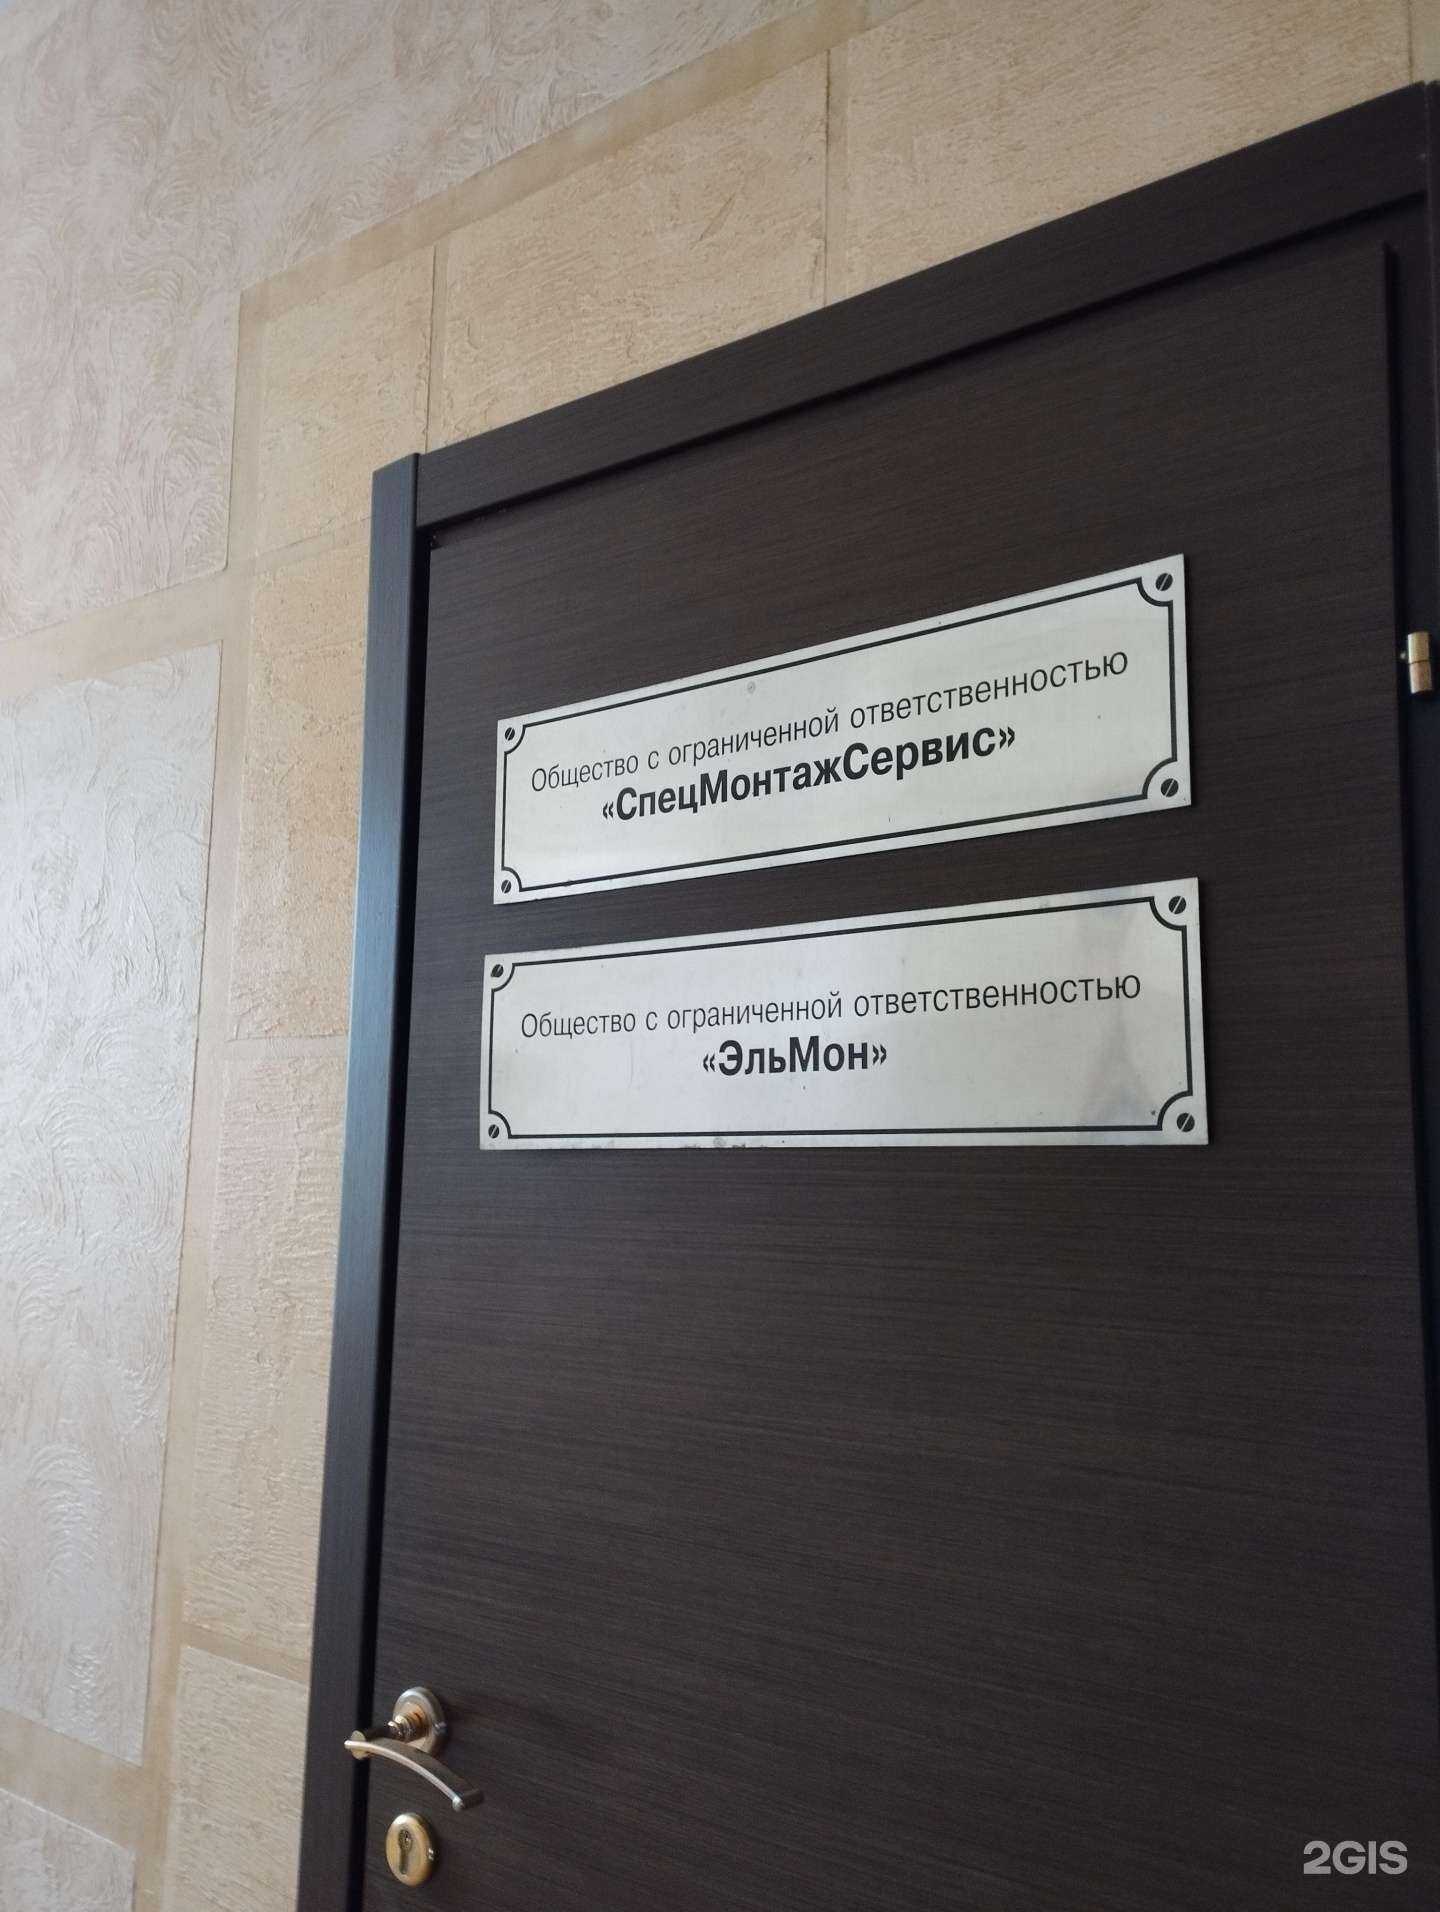 Общество с ограниченной ответственностью
«СпецМонтажСервис»
Общество с ограниченной ответственностью
«ЭльМон»
2GIS